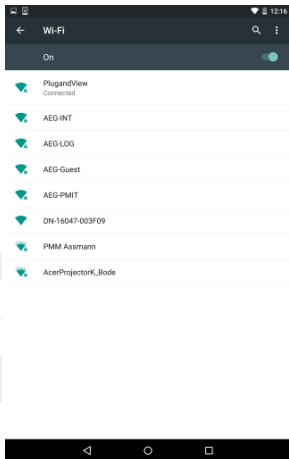 12:16
Wi-Fi
On
PlugandView
Connected
AEG-INT
AEG-LOG
AEG-Guest
AEG-PMIT
DN-16047-003F09
PMM Assmann
AcerProjectorK_Bode